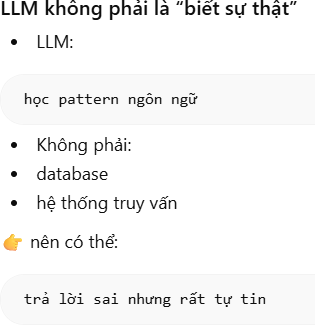 LLM không phải là “biết sự thật”
• LLM:
học pattern ngôn ngữ
• Không phải:
• database
• hệ thống truy vấn
👉 nên có thể:
trả lời sai nhưng rất tự tin